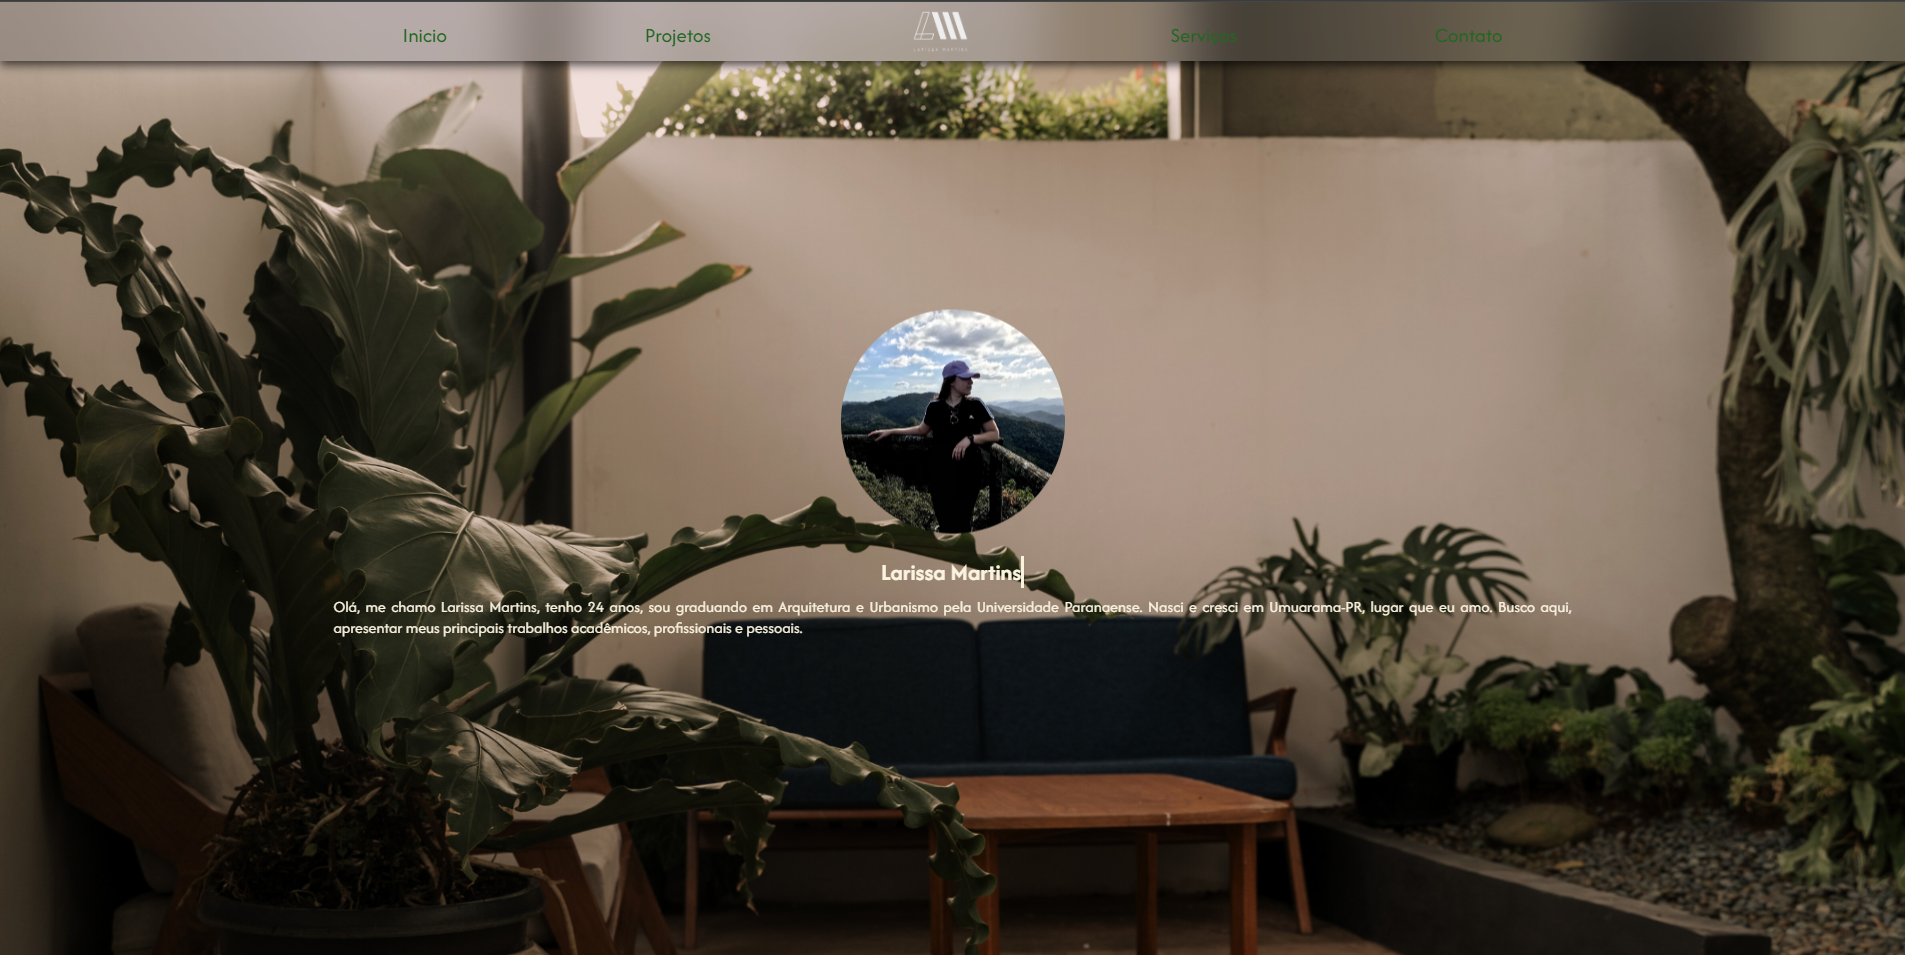 Inicio
Projetos
LARISSA MARTINS
Serviços
Contato
Larissa Martins
Olá, me chamo Larissa Martins, tenho 24 anos, sou graduando em Arquitetura e Urbanismo pela Universidade Paranaense. Nasci e cresci em Umuarama-PR, lugar que eu amo. Busco aqui,
apresentar meus principais trabalhos acadêmicos, profissionais e pessoais.